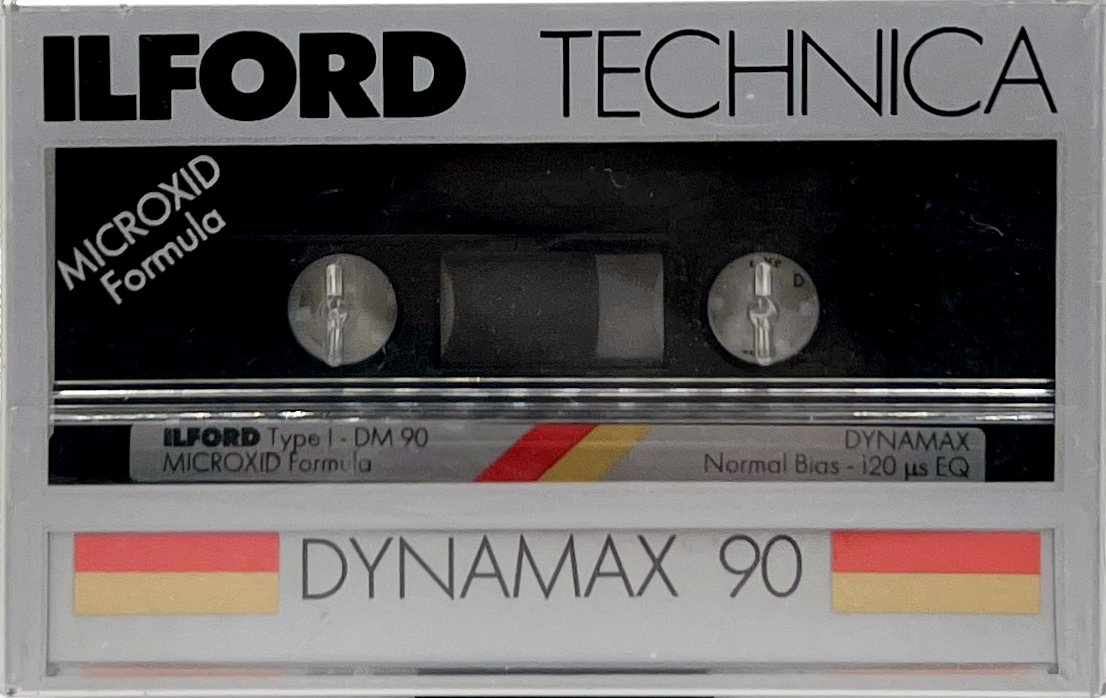 ILFORD TECHNICA
MICROXID
Formula
ILFORD Type I - DM 90
MICROXID Formula
DYNAMAX
Normal Bias - 120 µs EQ
DYNAMAX 90